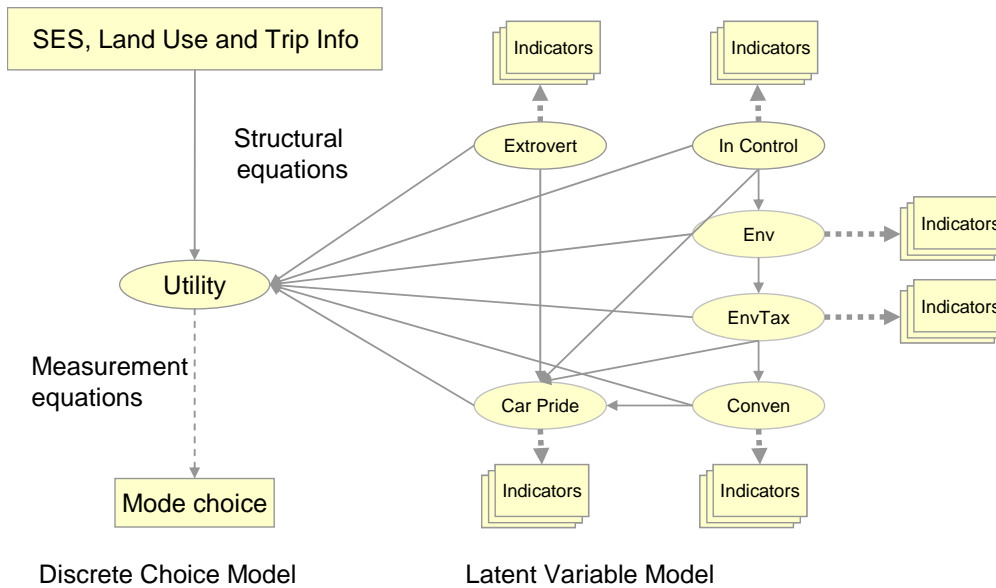 SES, Land Use and Trip Info
Indicators
Indicators
Structural
equations
Extrovert
In Control
Env
Indicators
Utility
EnvTax
Indicators
Measurement
equations
Car Pride
Conven
Mode choice
Indicators
Indicators
Discrete Choice Model
Latent Variable Model